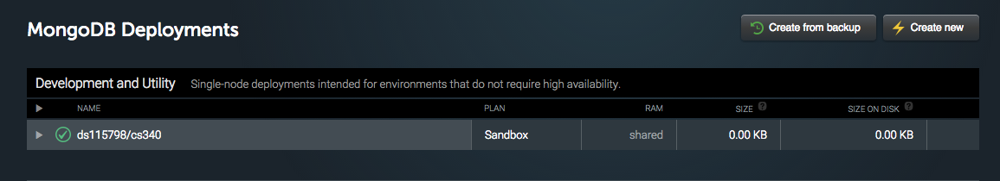 MongoDB Deployments
Create from backup
Create new
Development and Utility Single-node deployments intended for environments that do not require high availability.
NAME PLAN RAM SIZE ? SIZE ON DISK ?
ds115798/cs340 Sandbox shared 0.00 KB 0.00 KB